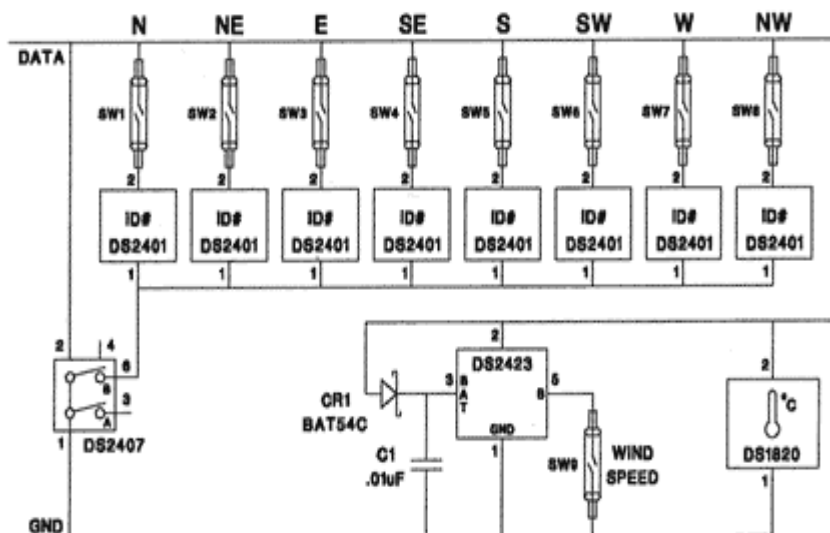 N NE E SE S SW W NW
DATA
SW1 SW2 SW3 SW4 SW5 SW6 SW7 SW8
2 2 2 2 2 2 2 2
ID# ID# ID# ID# ID# ID# ID# ID#
DS2401 DS2401 DS2401 DS2401 DS2401 DS2401 DS2401 DS2401
1 1 1 1 1 1 1 1
2 4 6
B
3
A
1
DS2407
GND
CR1
BAT54C
C1
.01uF
2
DS2423
3 BAT B 5
GND
1
SW9
WIND
SPEED
2
°C
DS1820
1